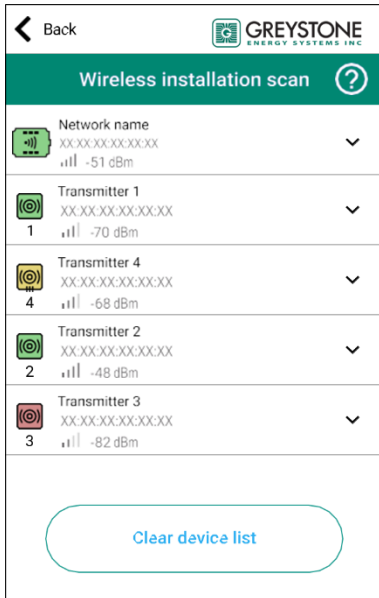 Back
GREYSTONE
ENERGY SYSTEMS INC
Wireless installation scan
?
Network name
XX:XX:XX:XX:XX:XX
-51 dBm
Transmitter 1
XX:XX:XX:XX:XX:XX
1
-70 dBm
Transmitter 4
XX:XX:XX:XX:XX:XX
4
-68 dBm
Transmitter 2
XX:XX:XX:XX:XX:XX
2
-48 dBm
Transmitter 3
XX:XX:XX:XX:XX:XX
3
-82 dBm
Clear device list